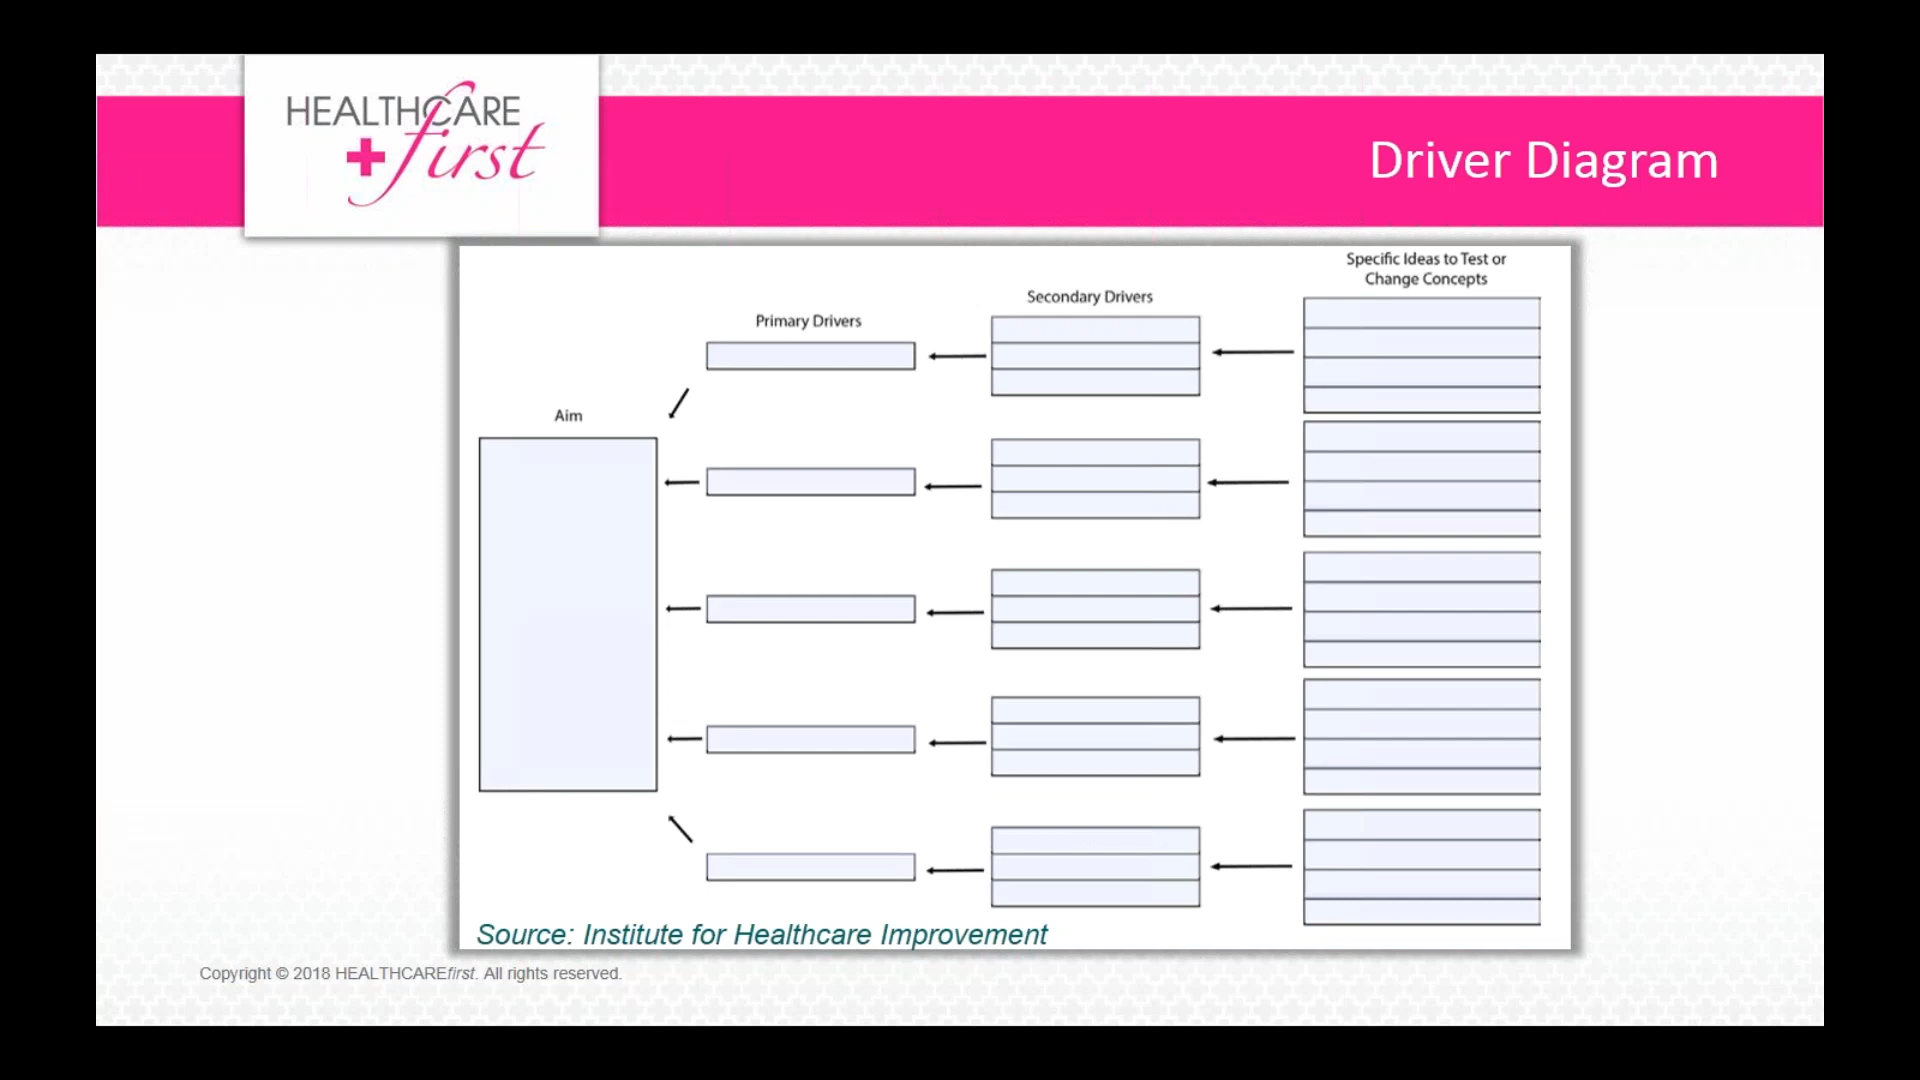 HEALTHCARE
first
Driver Diagram
Specific Ideas to Test or
Change Concepts
Secondary Drivers
Primary Drivers
Aim
Source: Institute for Healthcare Improvement
Copyright © 2018 HEALTHCAREfirst. All rights reserved.